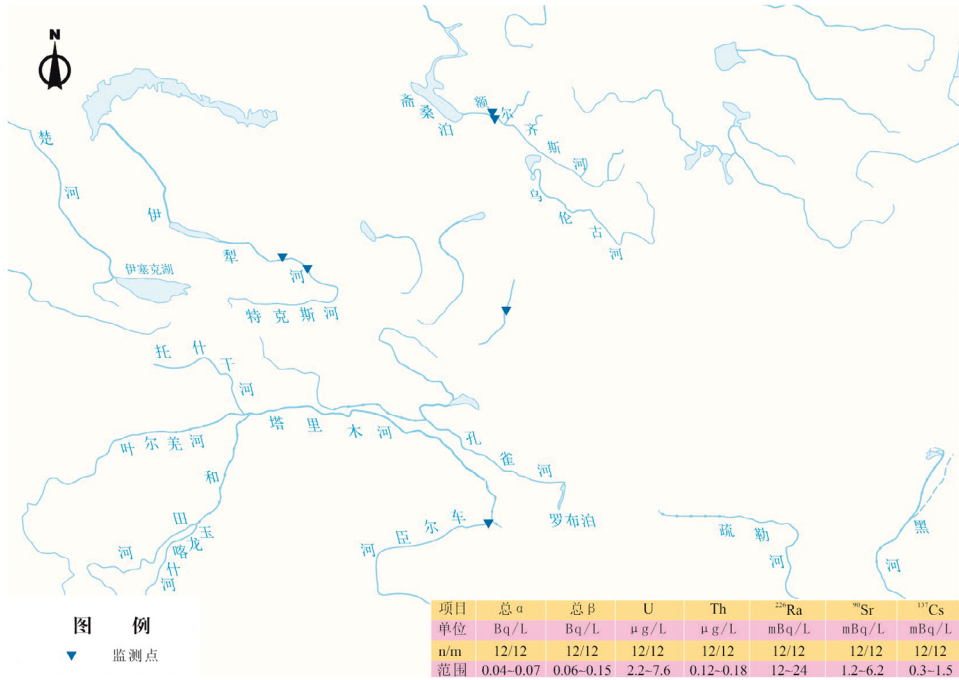 N
斋桑泊
额尔齐斯河
乌伦古河
楚河
伊犁河
伊塞克湖
特克斯河
托什干河
塔里木河
叶尔羌河
孔雀河
和田河
玉龙喀什河
罗布泊
河臣尔车
疏勒河
黑河
图 例
监测点
项目 总α 总β U Th ²²⁶Ra ⁹⁰Sr ¹³⁷Cs
单位 Bq/L Bq/L μg/L μg/L mBq/L mBq/L mBq/L
n/m 12/12 12/12 12/12 12/12 12/12 12/12 12/12
范围 0.04~0.07 0.06~0.15 2.2~7.6 0.12~0.18 12~24 1.2~6.2 0.3~1.5